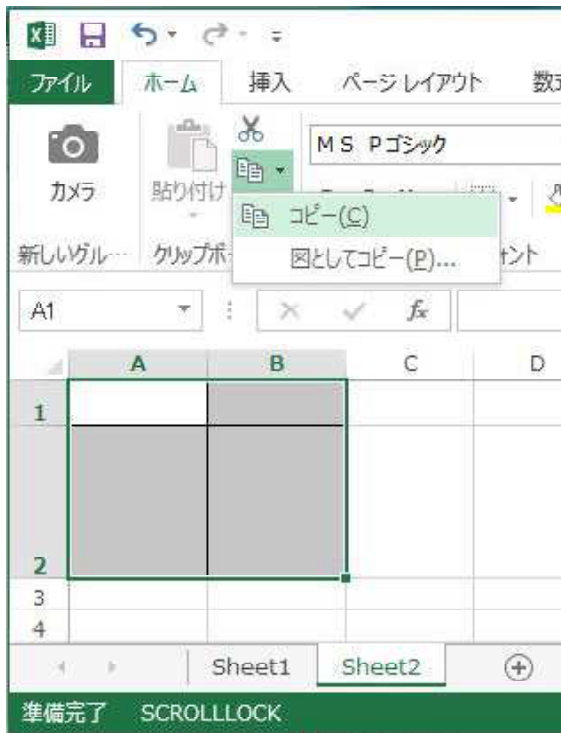 ファイル ホーム 挿入 ページ レイアウト
MS Pゴシック
カメラ 貼り付け
コピー(C)
新しいグル… クリップボ 図としてコピー(P)... ォント
A1 fx
A B C D
1
2
3
4
Sheet1 Sheet2
準備完了 SCROLLLOCK